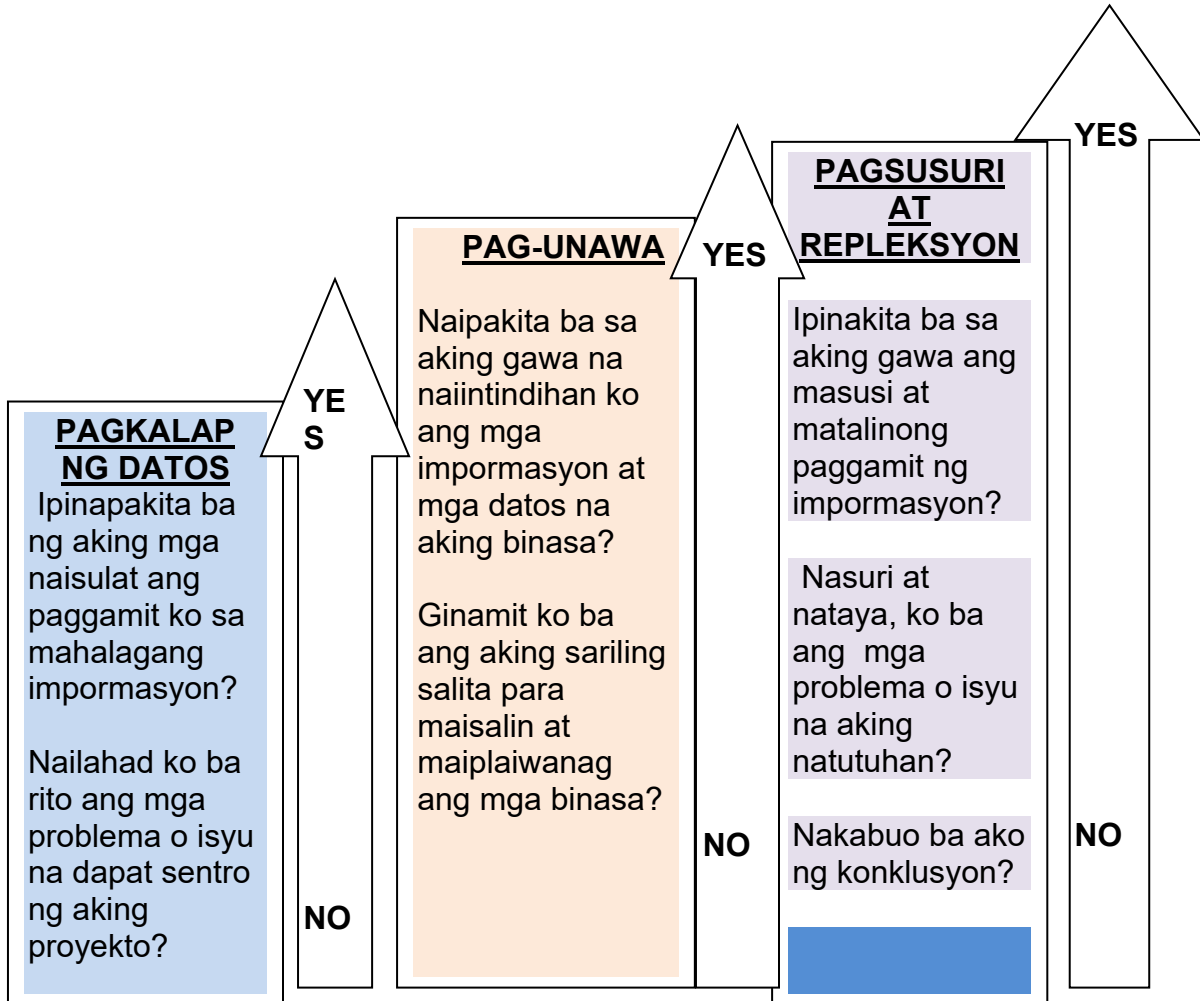 PAGKALAP
NG DATOS
Ipinapakita ba
ng aking mga
naisulat ang
paggamit ko sa
mahalagang
impormasyon?
Nailahad ko ba
rito ang mga
problema o isyu
na dapat sentro
ng aking
proyekto?
YE
S
NO
PAG-UNAWA
Naipakita ba sa
aking gawa na
naiintindihan ko
ang mga
impormasyon at
mga datos na
aking binasa?
Ginamit ko ba
ang aking sariling
salita para
maisalin at
maiplaiwanag
ang mga binasa?
YES
NO
PAGSUSURI
AT
REPLEKSYON
Ipinakita ba sa
aking gawa ang
masusi at
matalinong
paggamit ng
impormasyon?
Nasuri at
nataya, ko ba
ang mga
problema o isyu
na aking
natutuhan?
Nakabuo ba ako
ng konklusyon?
YES
NO